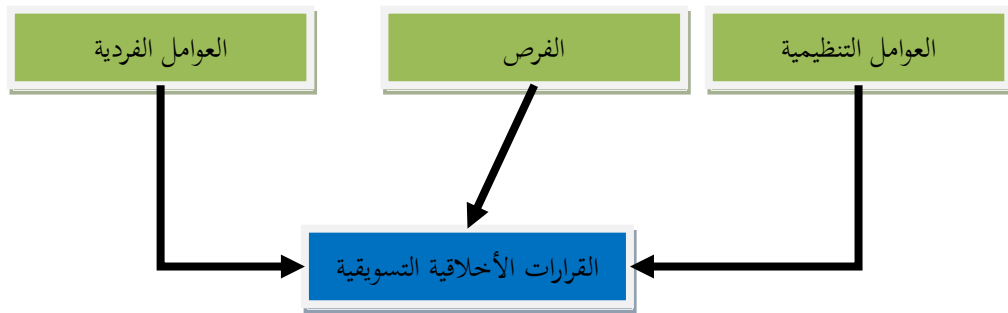 العوامل التنظيمية
الفرص
العوامل الفردية
القرارات الأخلاقية التسويقية